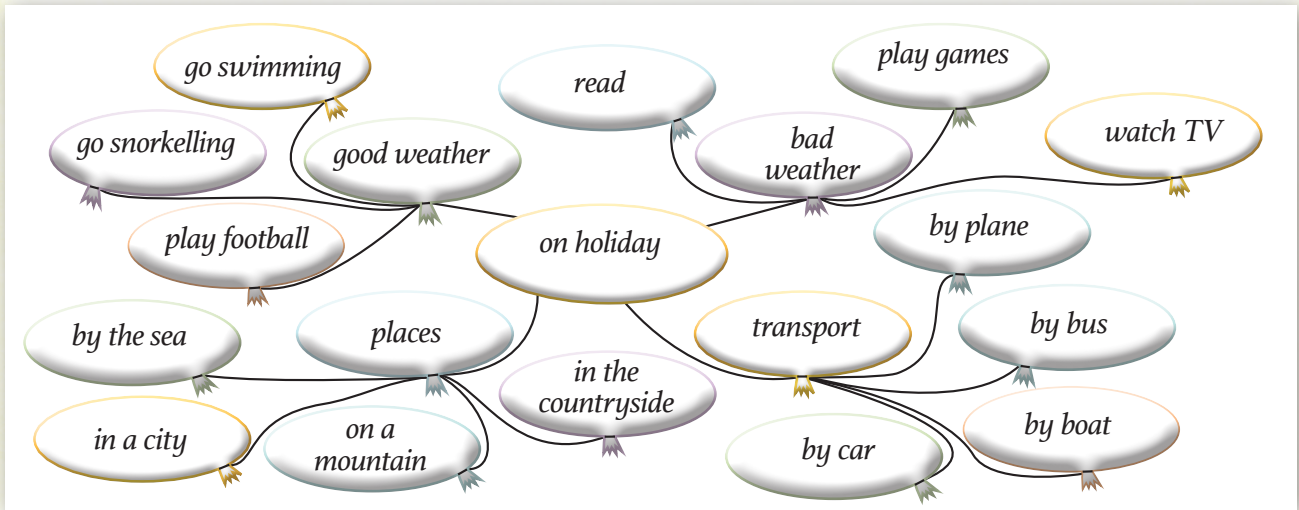 go swimming
go snorkelling
good weather
play football
read
play games
bad
weather
watch TV
on holiday
by the sea
places
in a city
on a
mountain
in the
countryside
transport
by plane
by bus
by car
by boat